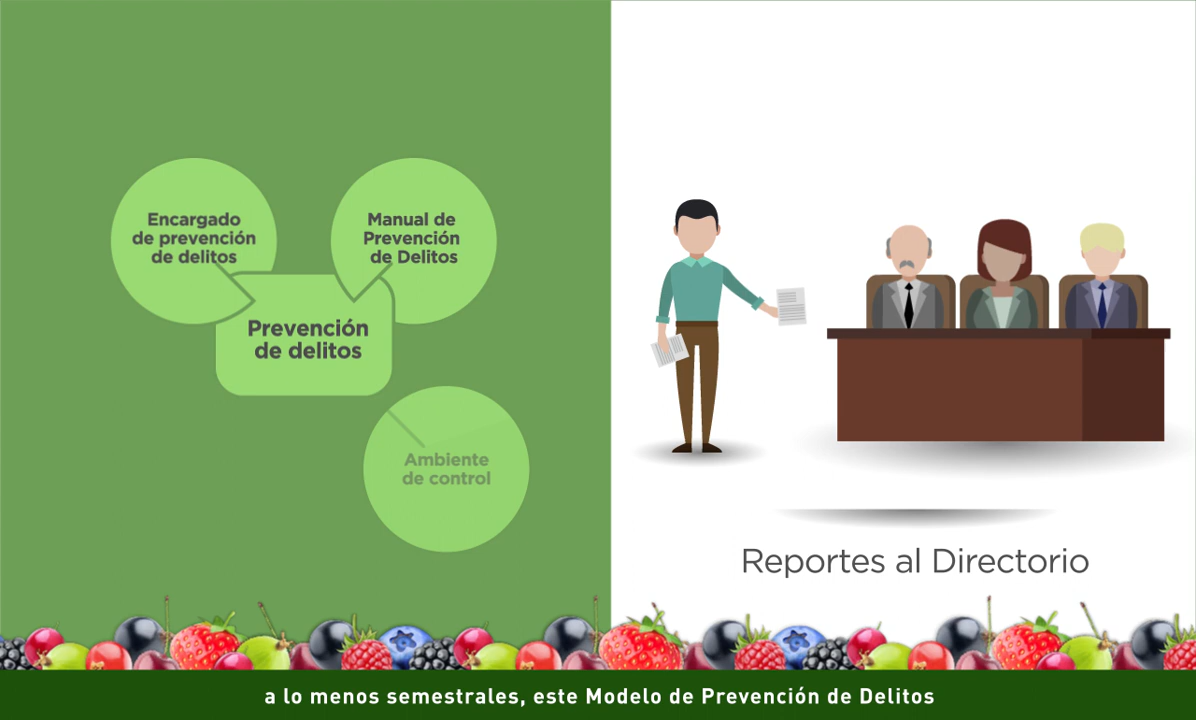 Encargado
de prevención
de delitos
Manual de
Prevención
de Delitos
Prevención
de delitos
Ambiente
de control
Reportes al Directorio
a lo menos semestrales, este Modelo de Prevención de Delitos